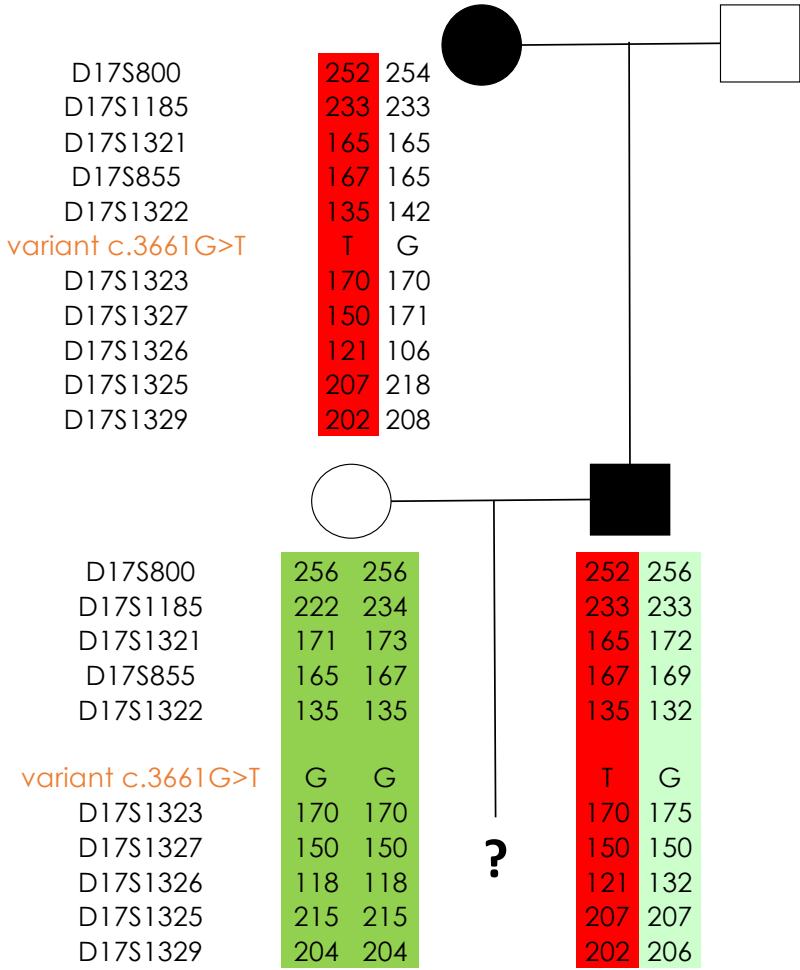 D17S800 252 254
D17S1185 233 233
D17S1321 165 165
D17S855 167 165
D17S1322 135 142
variant c.3661G>T T G
D17S1323 170 170
D17S1327 150 171
D17S1326 121 106
D17S1325 207 218
D17S1329 202 208
D17S800 256 256 252 256
D17S1185 222 234 233 233
D17S1321 171 173 165 172
D17S855 165 167 167 169
D17S1322 135 135 135 132
variant c.3661G>T G G T G
D17S1323 170 170 170 175
D17S1327 150 150 ? 150 150
D17S1326 118 118 121 132
D17S1325 215 215 207 207
D17S1329 204 204 202 206